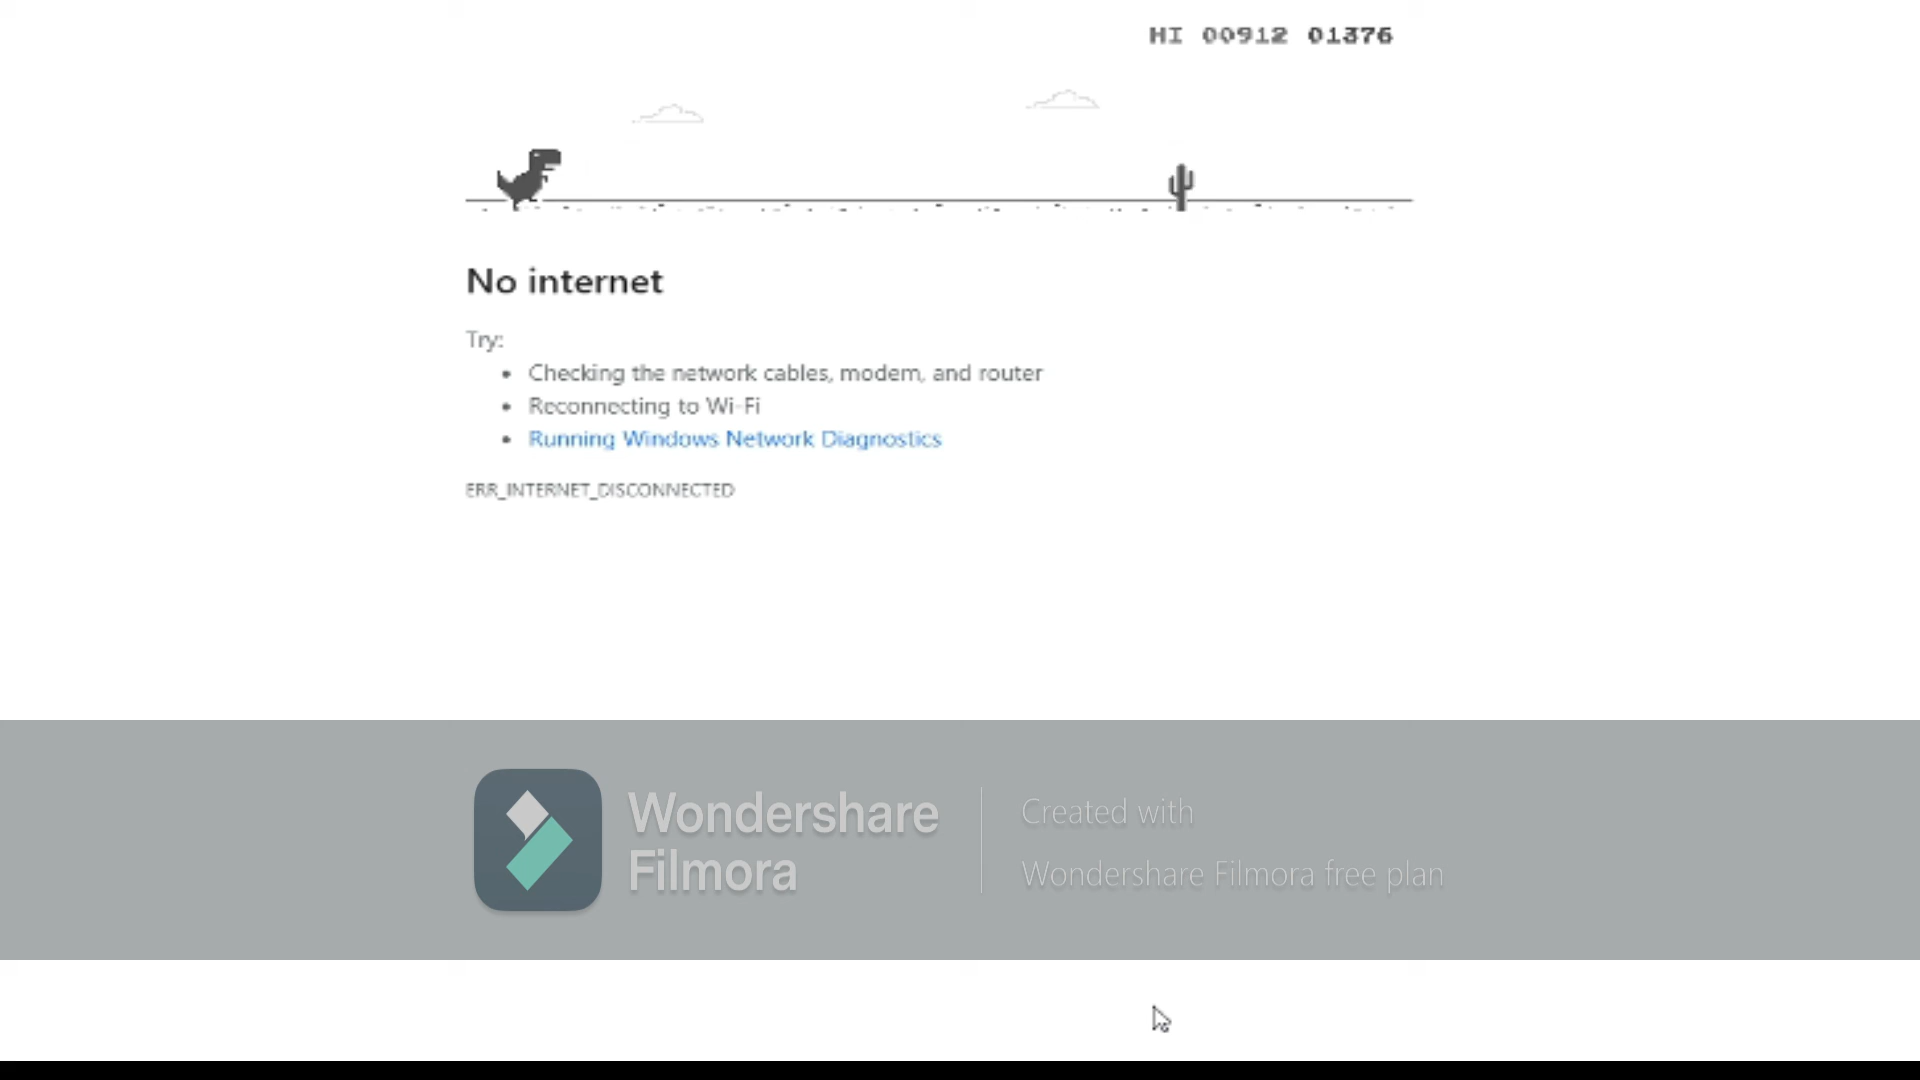 HI 00912 01376
No internet
Try:
Checking the network cables, modem, and router
Reconnecting to Wi-Fi
Running Windows Network Diagnostics
ERR_INTERNET_DISCONNECTED
Wondershare
Filmora
Created with
Wondershare Filmora free plan